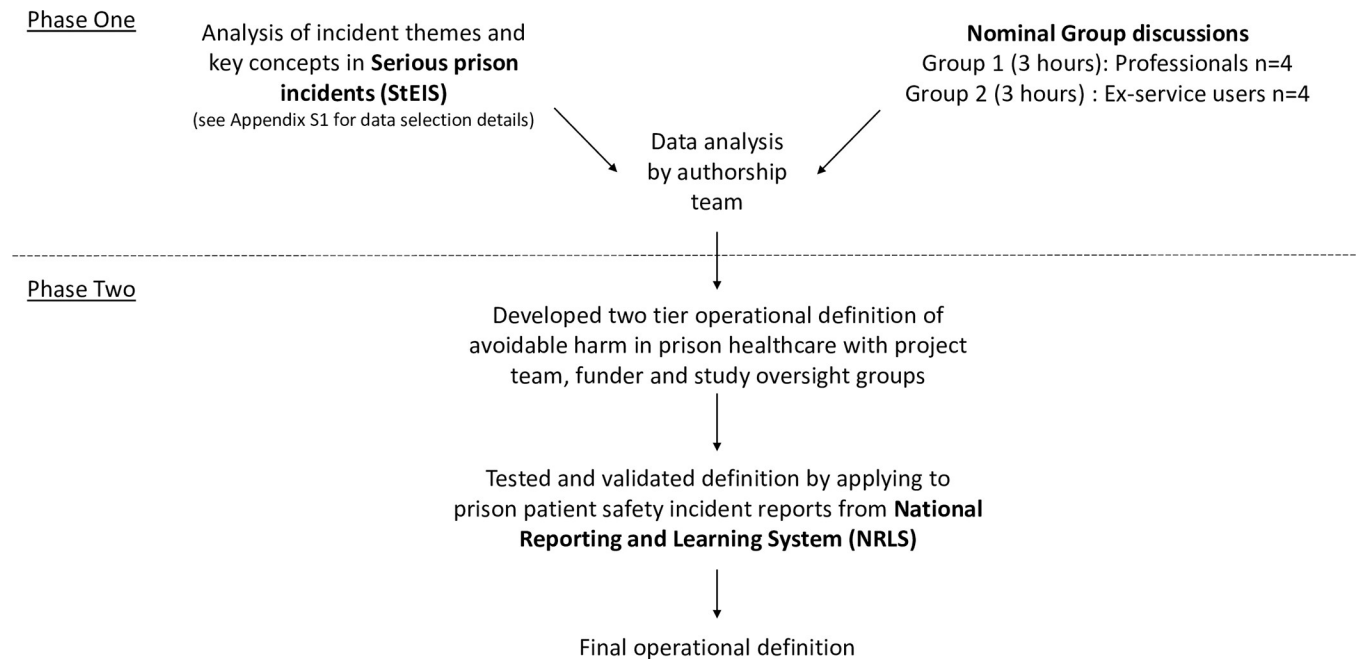 Phase One
Analysis of incident themes and
key concepts in Serious prison
incidents (StEIS)
(see Appendix S1 for data selection details)
Nominal Group discussions
Group 1 (3 hours): Professionals n=4
Group 2 (3 hours) : Ex-service users n=4
Data analysis
by authorship
team
Phase Two
Developed two tier operational definition of
avoidable harm in prison healthcare with project
team, funder and study oversight groups
Tested and validated definition by applying to
prison patient safety incident reports from National
Reporting and Learning System (NRLS)
Final operational definition